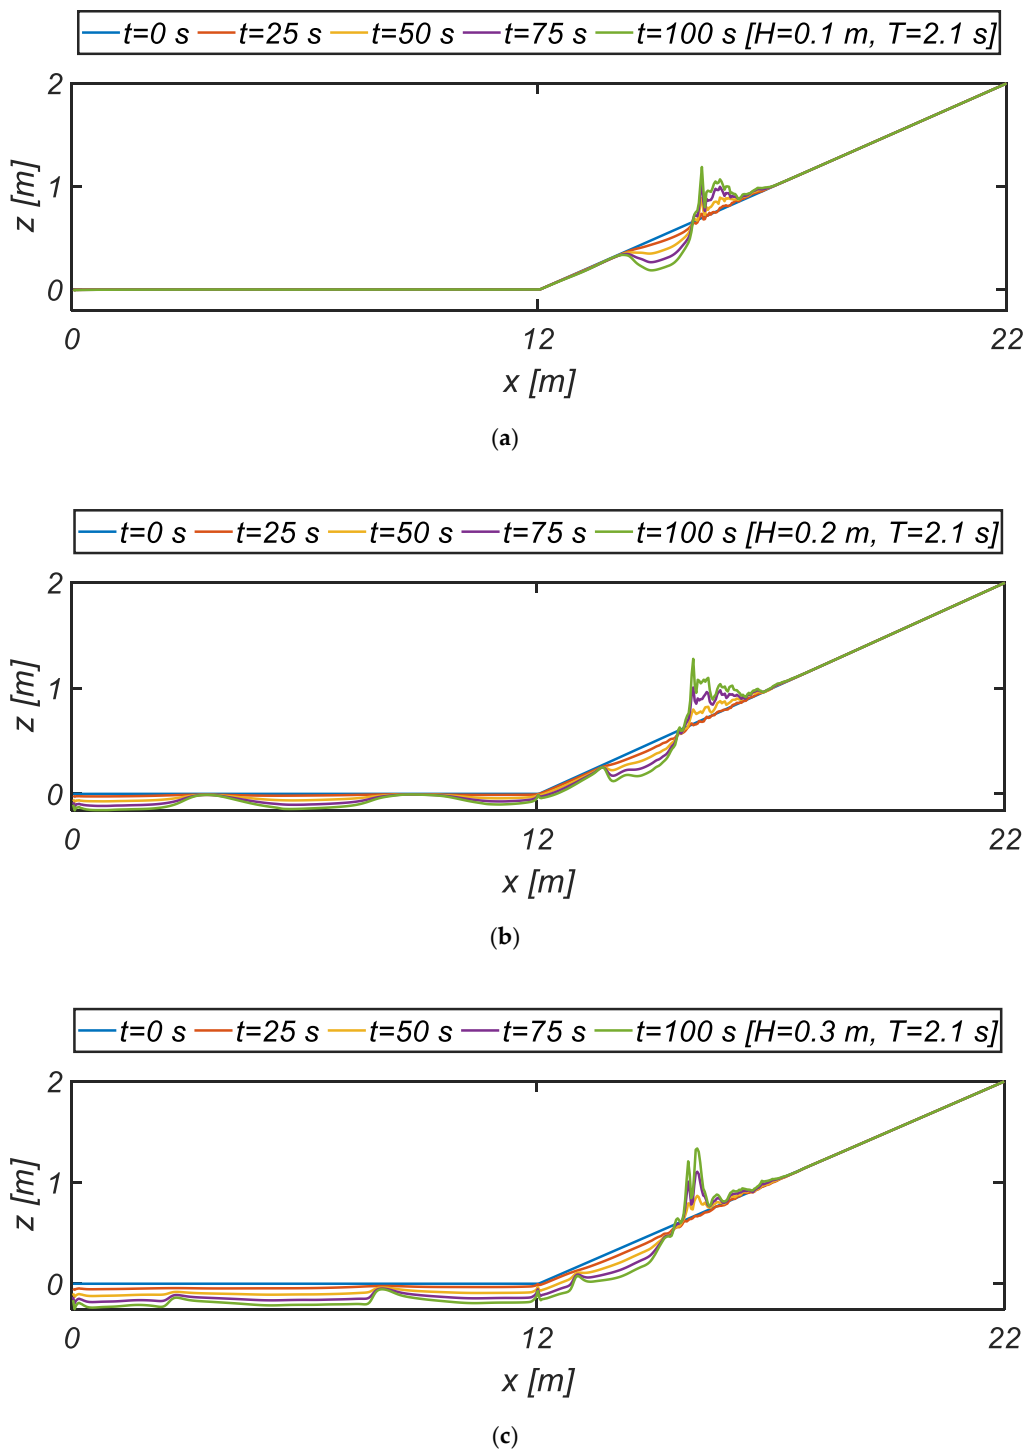 t=0 s t=25 s t=50 s t=75 s t=100 s [H=0.1 m, T=2.1 s]
2
1
0
z [m]
0 12 22
x [m]
(a)
t=0 s t=25 s t=50 s t=75 s t=100 s [H=0.2 m, T=2.1 s]
2
1
0
z [m]
0 12 22
x [m]
(b)
t=0 s t=25 s t=50 s t=75 s t=100 s [H=0.3 m, T=2.1 s]
2
1
0
z [m]
0 12 22
x [m]
(c)